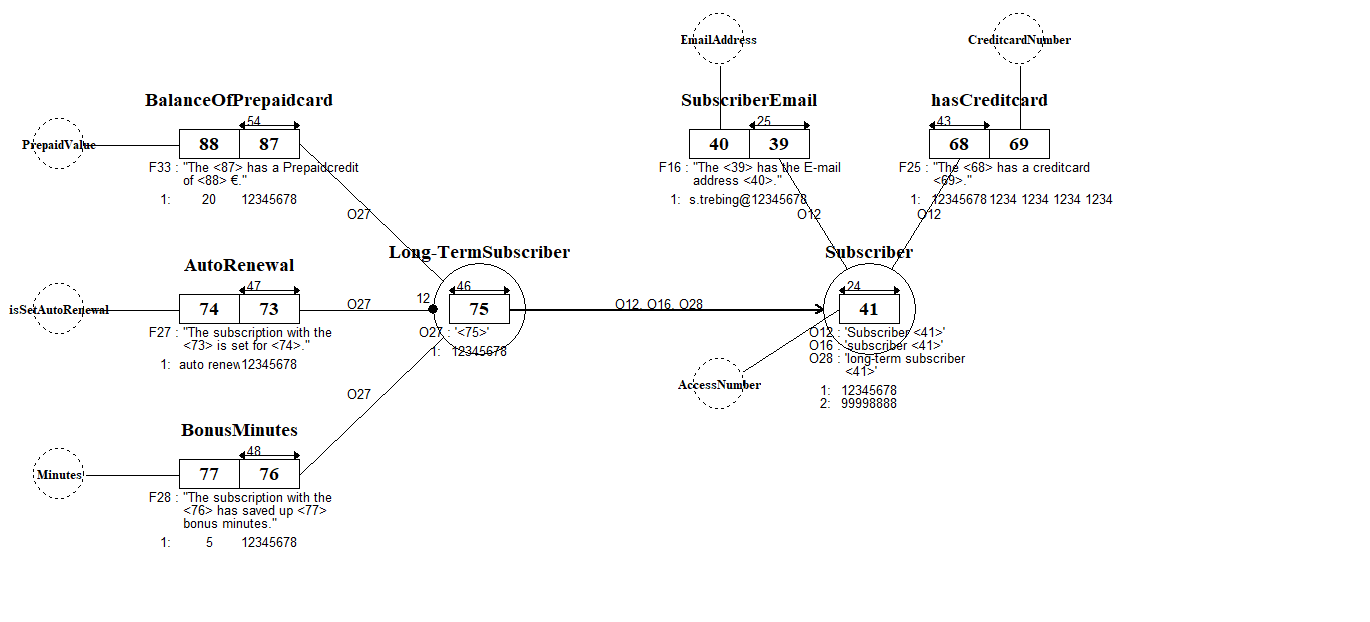 EmailAddress
CreditcardNumber
BalanceOfPrepaidcard
SubscriberEmail
hasCreditcard
54
25
43
PrepaidValue
88 87
40 39
68 69
F33 : "The <87> has a Prepaidcredit
of <88> €."
1: 20 12345678
F16 : "The <39> has the E-mail
address <40>."
1: s.trebing@12345678
F25 : "The <68> has a creditcard
<69>."
1: 12345678 1234 1234 1234 1234
O27
O12
O12
Long-TermSubscriber
Subscriber
AutoRenewal
47
46
24
isSetAutoRenewal
74 73
O27
12
75
O12, O16, O28
41
F27 : "The subscription with the
<73> is set for <74>."
1: auto renew 12345678
O27 : '<75>'
1: 12345678
O12 : 'Subscriber <41>'
O16 : 'subscriber <41>'
O28 : 'long-term subscriber
<41>'
1: 12345678
2: 99998888
AccessNumber
O27
BonusMinutes
48
Minutes
77 76
F28 : "The subscription with the
<76> has saved up <77>
bonus minutes."
1: 5 12345678